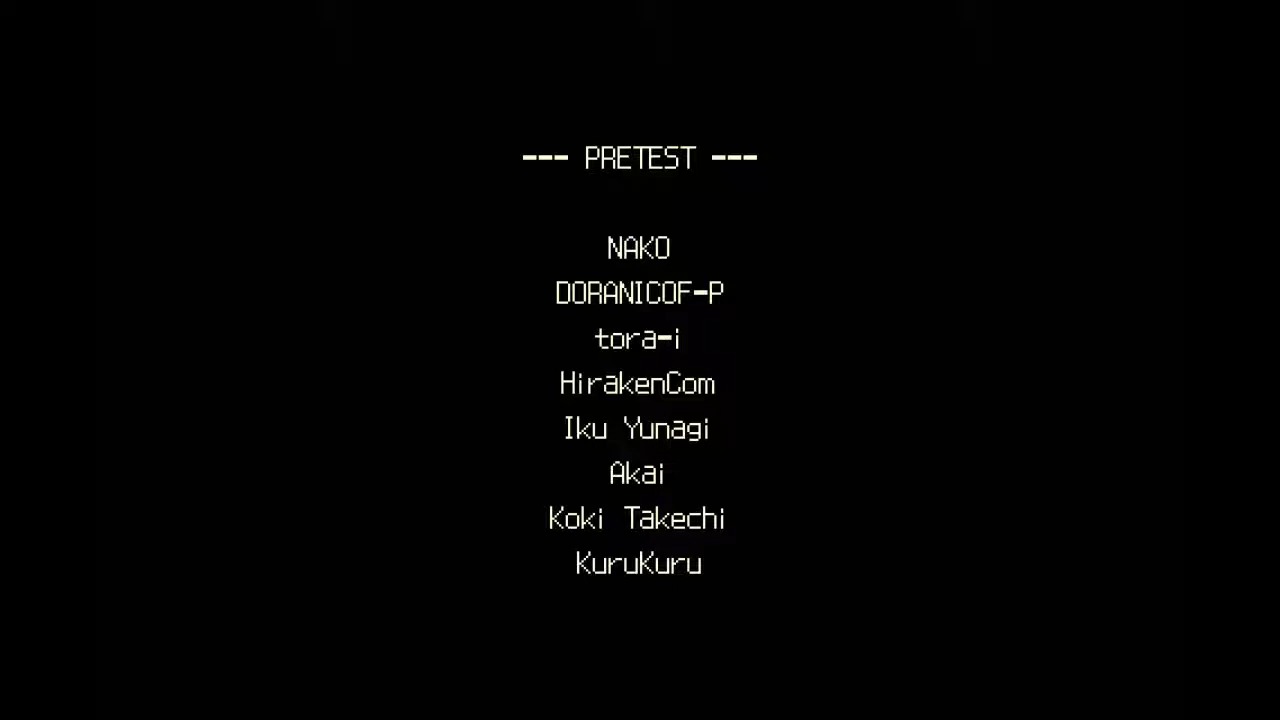 --- PRETEST ---
NAKO
DORANICOF-P
tora-i
HirakenCom
Iku Yunagi
Akai
Koki Takechi
KuruKuru